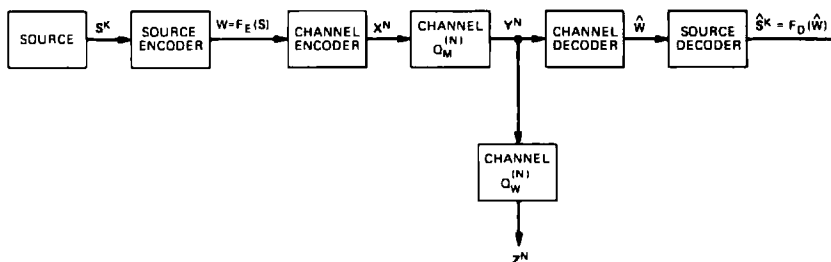 SOURCE
S^K
SOURCE
ENCODER
W=F_E(S)
CHANNEL
ENCODER
X^N
CHANNEL
Q_M^(N)
Y^N
CHANNEL
DECODER
Ŵ
SOURCE
DECODER
Ŝ^K = F_D(Ŵ)
CHANNEL
Q_W^(N)
Z^N